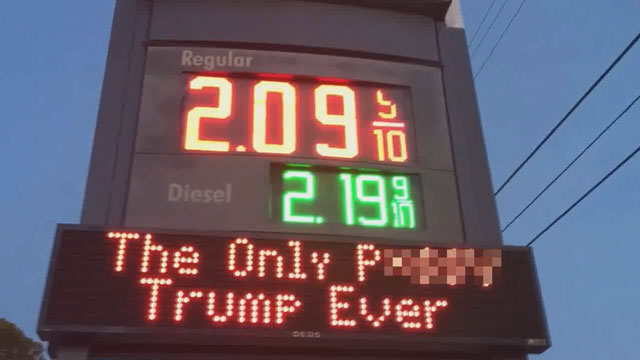 Regular
2.09 9/10
Diesel
2.19 9/10
The Only
Trump Ever